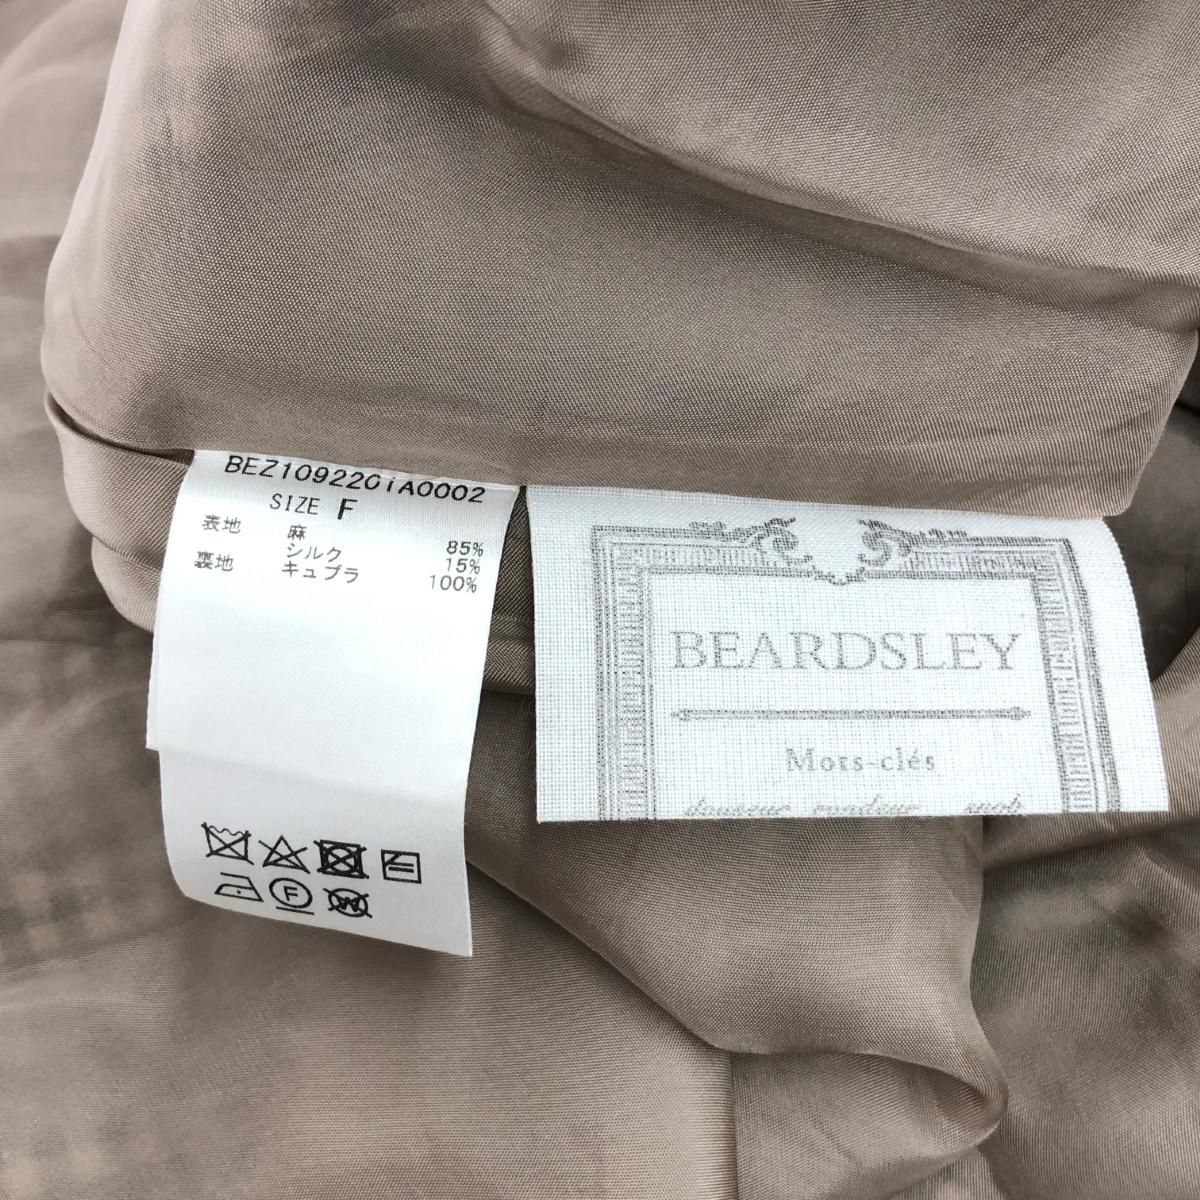 BEZ1092201A0002
SIZE F
表地 麻 85%
シルク 15%
裏地 キュプラ 100%
F
W
BEARDSLEY
Mots-clés